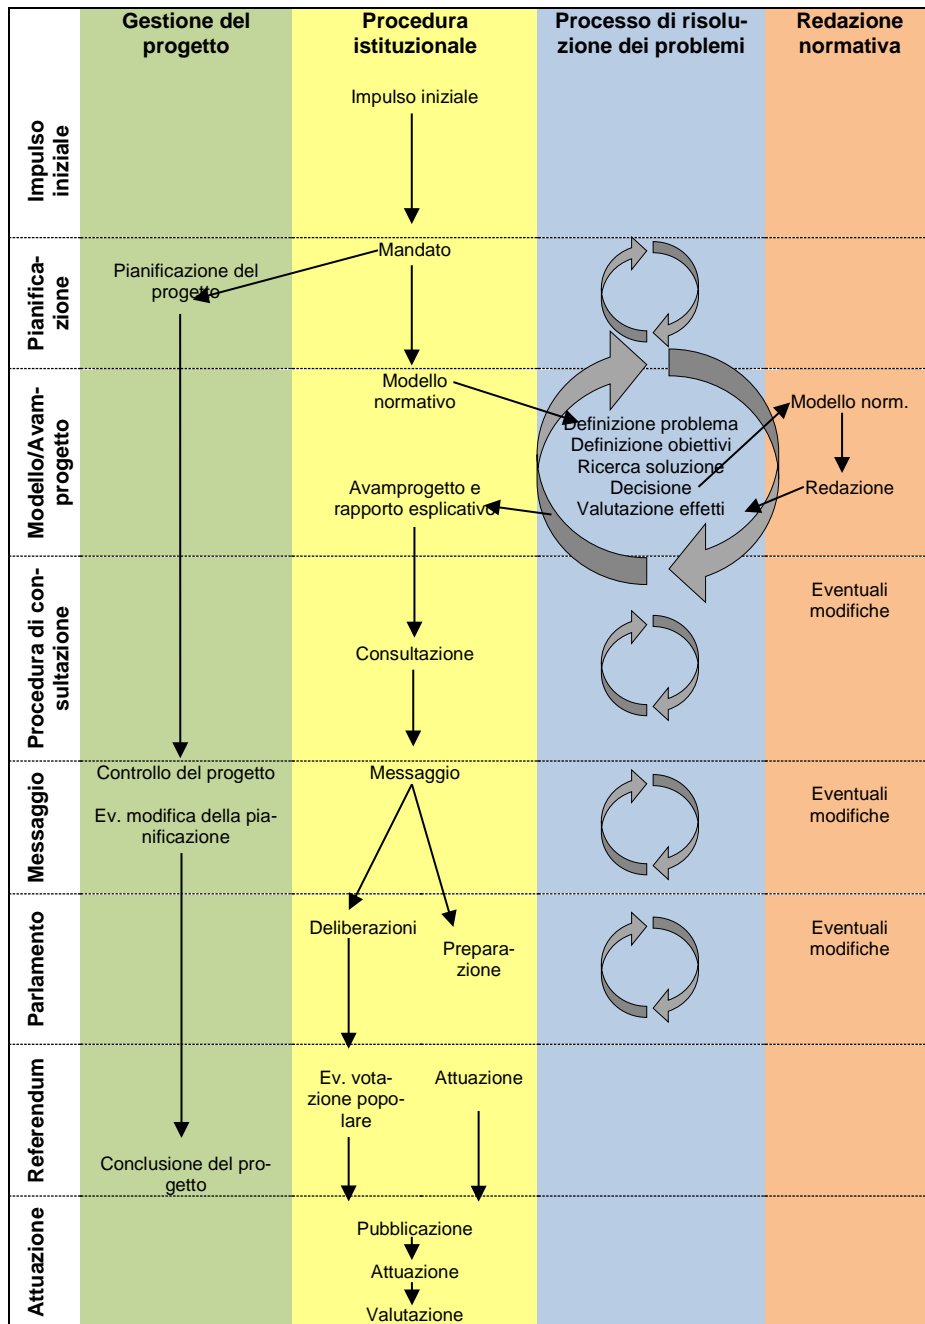 Gestione del
progetto
Procedura
istituzionale
Processo di risolu-
zione dei problemi
Redazione
normativa
Impulso
iniziale
Impulso iniziale
Pianifica-
zione
Pianificazione del
progetto
Mandato
Modello/Avam-
progetto
Modello
normativo
Definizione problema
Definizione obiettivi
Ricerca soluzione
Decisione
Valutazione effetti
Modello norm.
Redazione
Avamprogetto e
rapporto esplicativo
Procedura di con-
sultazione
Consultazione
Eventuali
modifiche
Messaggio
Controllo del progetto
Ev. modifica della pia-
nificazione
Messaggio
Eventuali
modifiche
Parlamento
Deliberazioni
Prepara-
zione
Eventuali
modifiche
Referendum
Conclusione del pro-
getto
Ev. vota-
zione popo-
lare
Attuazione
Attuazione
Pubblicazione
Attuazione
Valutazione